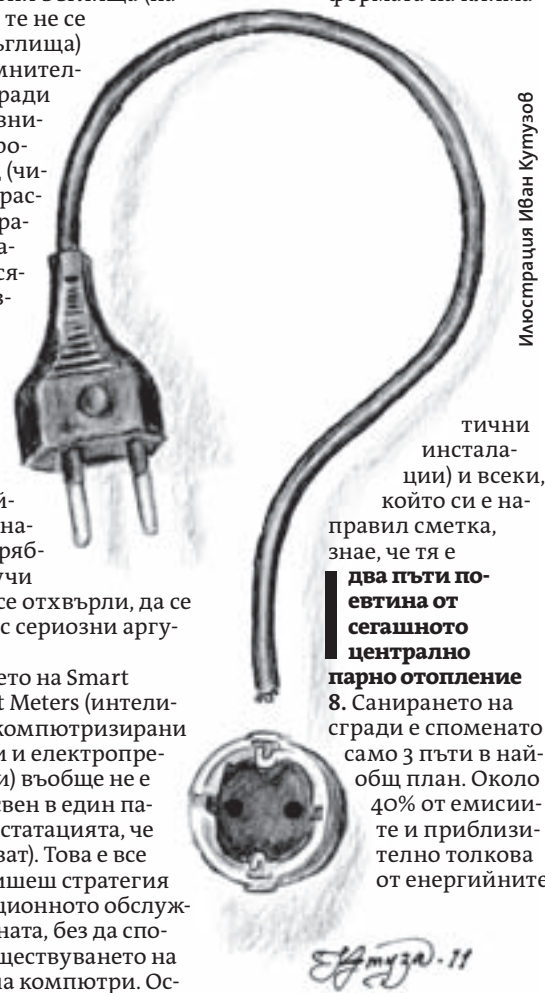 те не се
ъглища)
мнител-
ради
зни-
ро-
(чи-
рас-
ра-
а-
ся-
з-
й-
на-
ряб-
учи
се отхвърли, да се
с сериозни аргу-
ето на Smart
t Meters (интели-
компютризирани
и и електропре-
и) въобще не е
свен в един па-
статацията, че
ват). Това е все
ишеш стратегия
ционното обслуж-
ната, без да спо-
ществуването на
на компютри. Ос-
Илюстрация Иван Кутузов
тични
инстала-
ции) и всеки,
който си е на-
правил сметка,
знае, че тя е
два пъти по-
евтина от
сегашното
централно
парно отопление
8. Санирането на
сгради е споменато
само 3 пъти в най-
общ план. Около
40% от емисии-
те и приблизи-
телно толкова
от енергийните